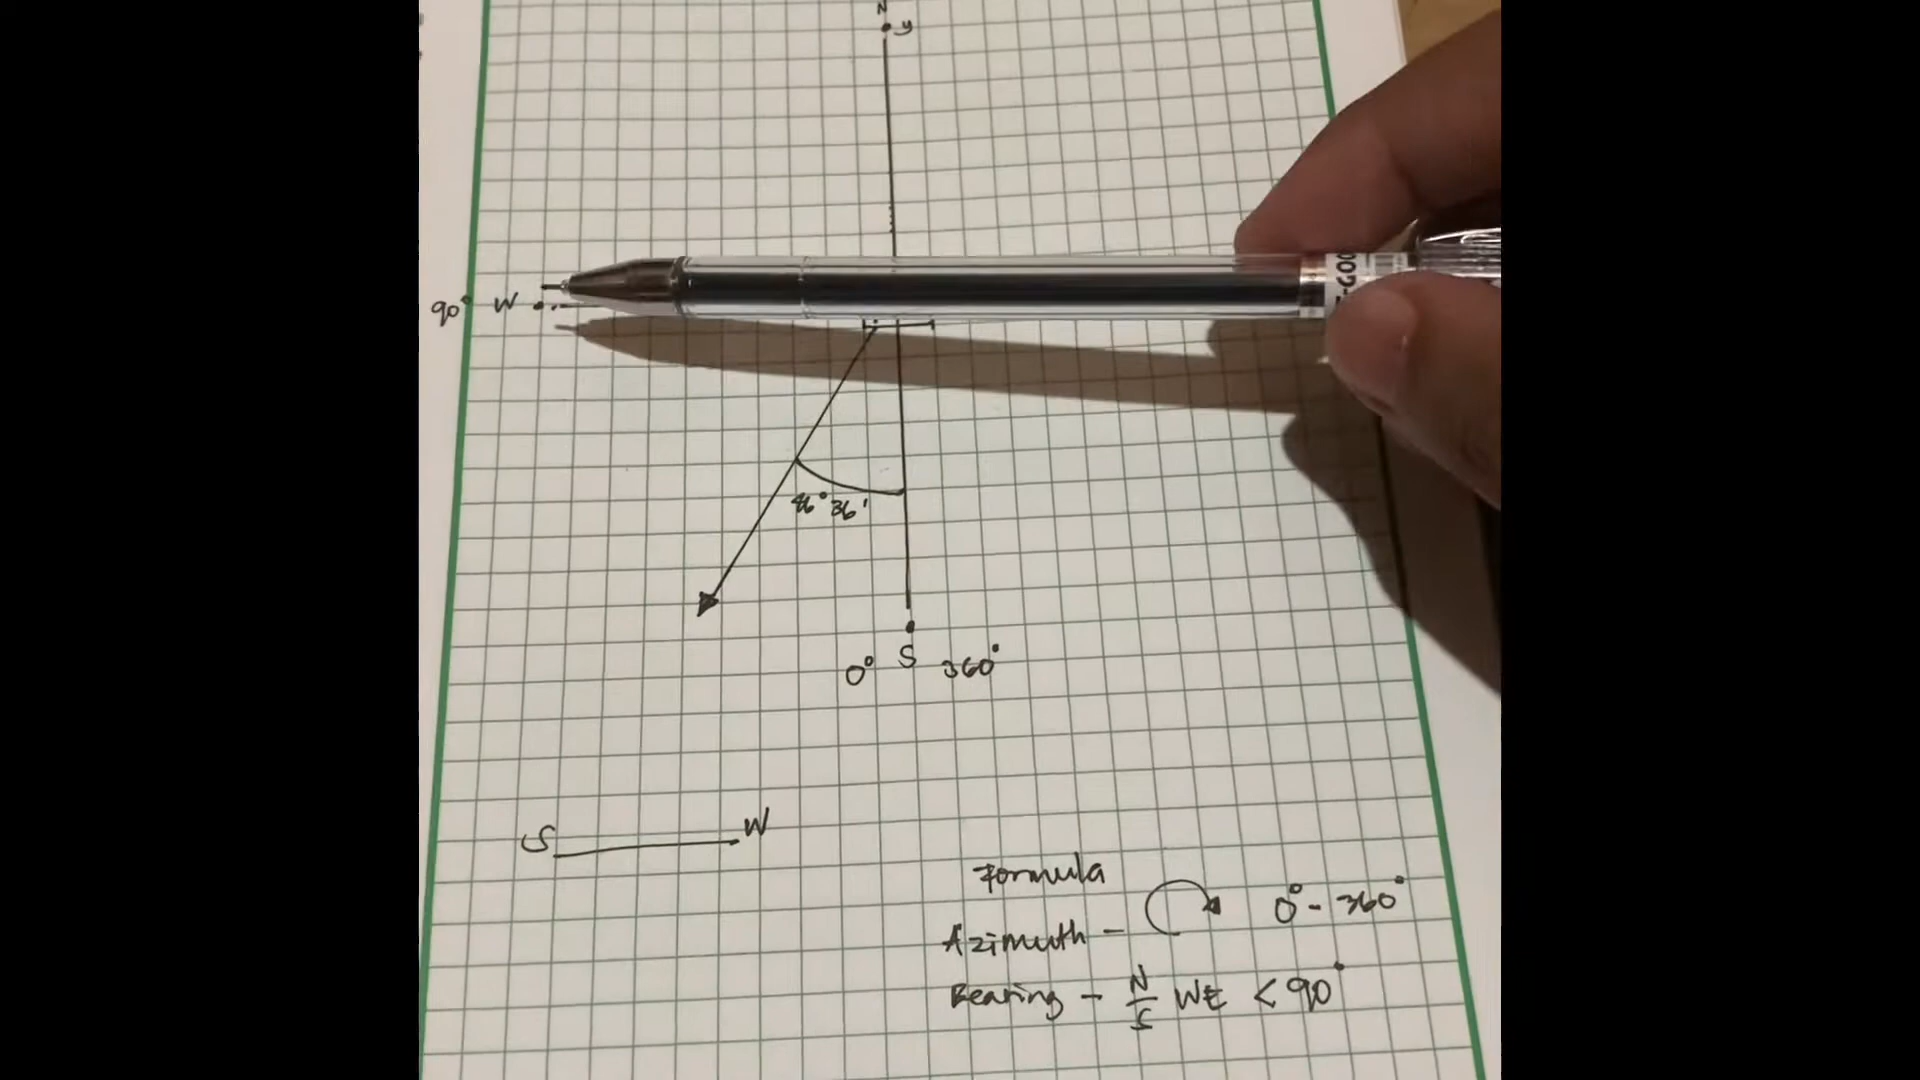 N
y
90° W
46° 36'
0° S 360°
S W
Formula
Azimuth - 0° - 360°
Bearing - N/S WE < 90°